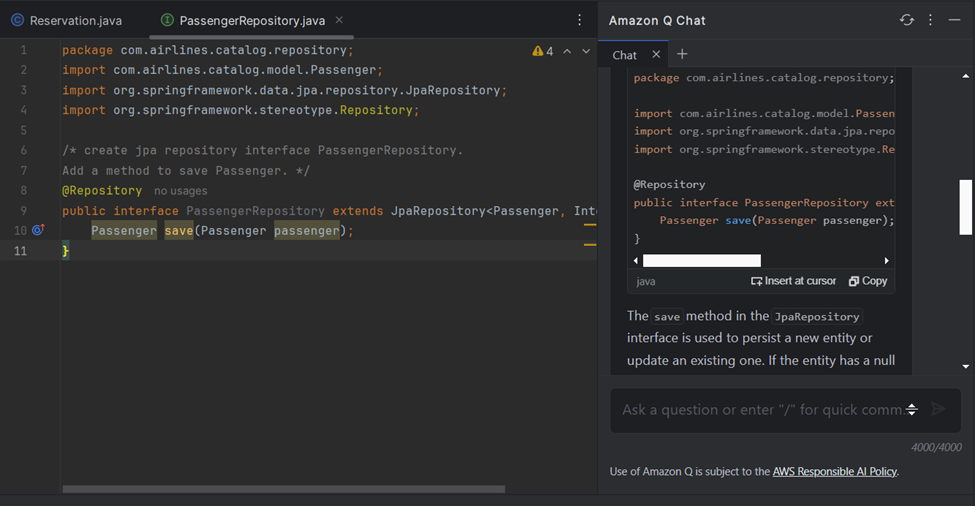 Reservation.java
PassengerRepository.java
1 package com.airlines.catalog.repository;
2 import com.airlines.catalog.model.Passenger;
3 import org.springframework.data.jpa.repository.JpaRepository;
4 import org.springframework.stereotype.Repository;
5
6 /* create jpa repository interface PassengerRepository.
7 Add a method to save Passenger. */
8 @Repository no usages
9 public interface PassengerRepository extends JpaRepository<Passenger, Inte
10 Passenger save(Passenger passenger);
11 }
4
Amazon Q Chat
Chat
package com.airlines.catalog.repository;
import com.airlines.catalog.model.Passen
import org.springframework.data.jpa.repo
import org.springframework.stereotype.Re
@Repository
public interface PassengerRepository ext
Passenger save(Passenger passenger);
}
java Insert at cursor Copy
The save method in the JpaRepository
interface is used to persist a new entity or
update an existing one. If the entity has a null
Ask a question or enter "/" for quick comm.
4000/4000
Use of Amazon Q is subject to the AWS Responsible AI Policy.